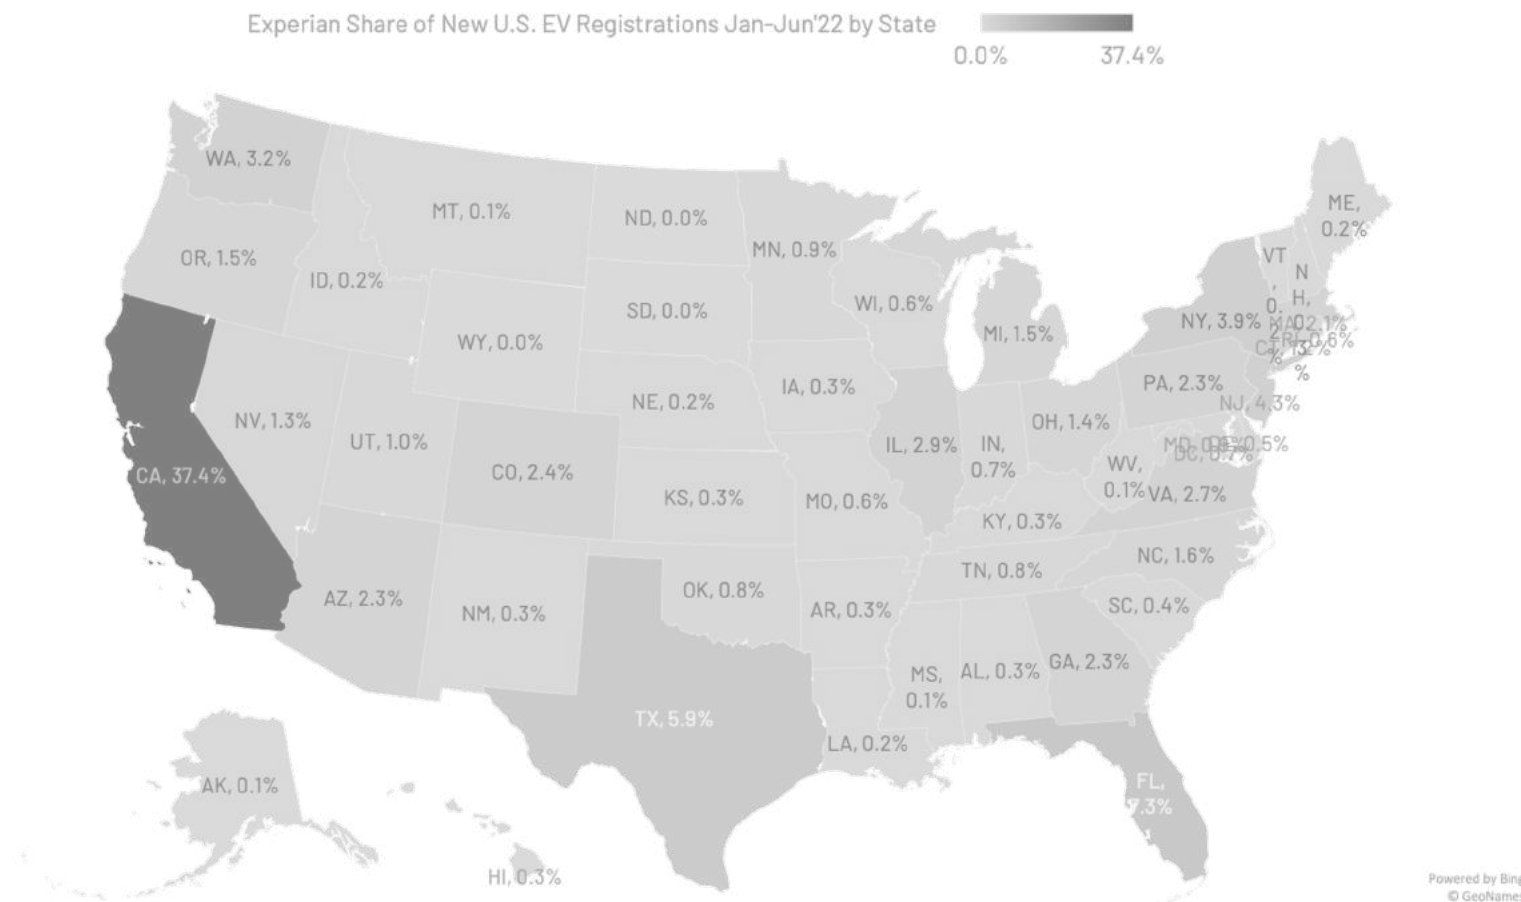 Experian Share of New U.S. EV Registrations Jan-Jun'22 by State
0.0% 37.4%
WA, 3.2%
MT, 0.1%
ND, 0.0%
ME,
0.2%
OR, 1.5%
ID, 0.2%
MN, 0.9%
VT
N
H,
SD, 0.0%
WI, 0.6%
MI, 1.5%
NY, 3.9%
WY, 0.0%
NE, 0.2%
IA, 0.3%
PA, 2.3%
NJ, 4.3%
NV, 1.3%
UT, 1.0%
CO, 2.4%
IL, 2.9%
IN,
0.7%
OH, 1.4%
WV,
0.1%
VA, 2.7%
CA, 37.4%
KS, 0.3%
MO, 0.6%
KY, 0.3%
NC, 1.6%
TN, 0.8%
AZ, 2.3%
NM, 0.3%
OK, 0.8%
AR, 0.3%
SC, 0.4%
MS,
0.1%
AL, 0.3%
GA, 2.3%
TX, 5.9%
LA, 0.2%
FL,
7.3%
AK, 0.1%
HI, 0.3%
Powered by Bing
© GeoNames